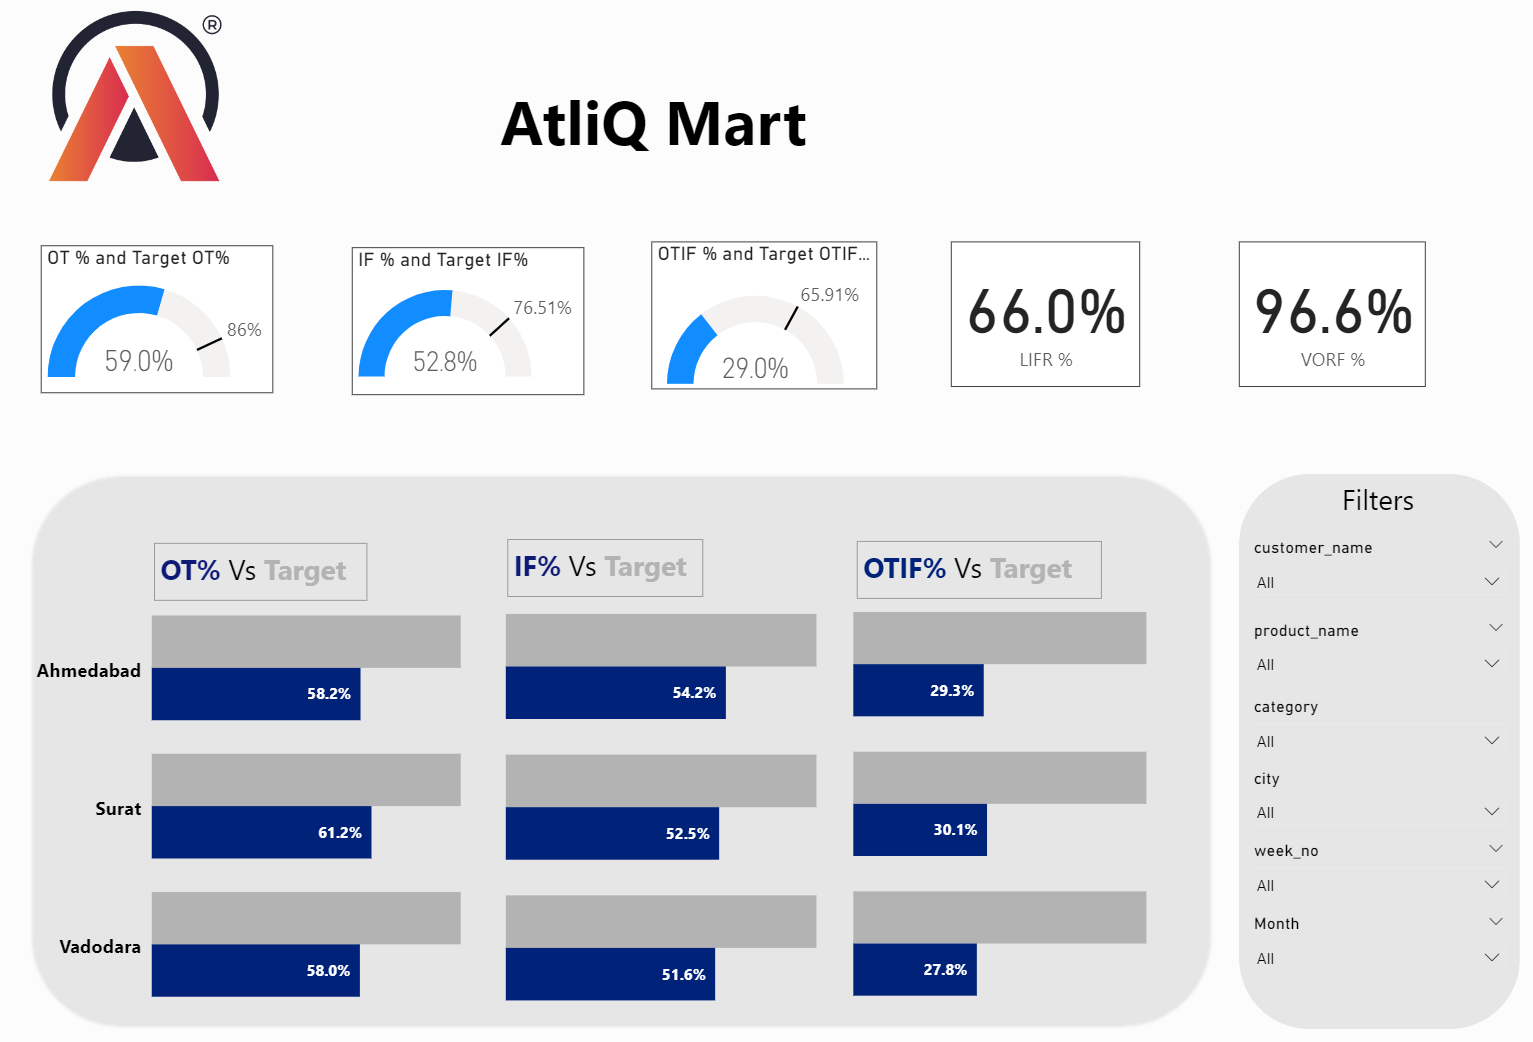 ®
AtliQ Mart
OT % and Target OT%
86%
59.0%
IF % and Target IF%
76.51%
52.8%
OTIF % and Target OTIF...
65.91%
29.0%
66.0%
LIFR %
96.6%
VORF %
OT% Vs Target
IF% Vs Target
OTIF% Vs Target
Ahmedabad
58.2%
54.2%
29.3%
Surat
61.2%
52.5%
30.1%
Vadodara
58.0%
51.6%
27.8%
Filters
customer_name
All
product_name
All
category
All
city
All
week_no
All
Month
All